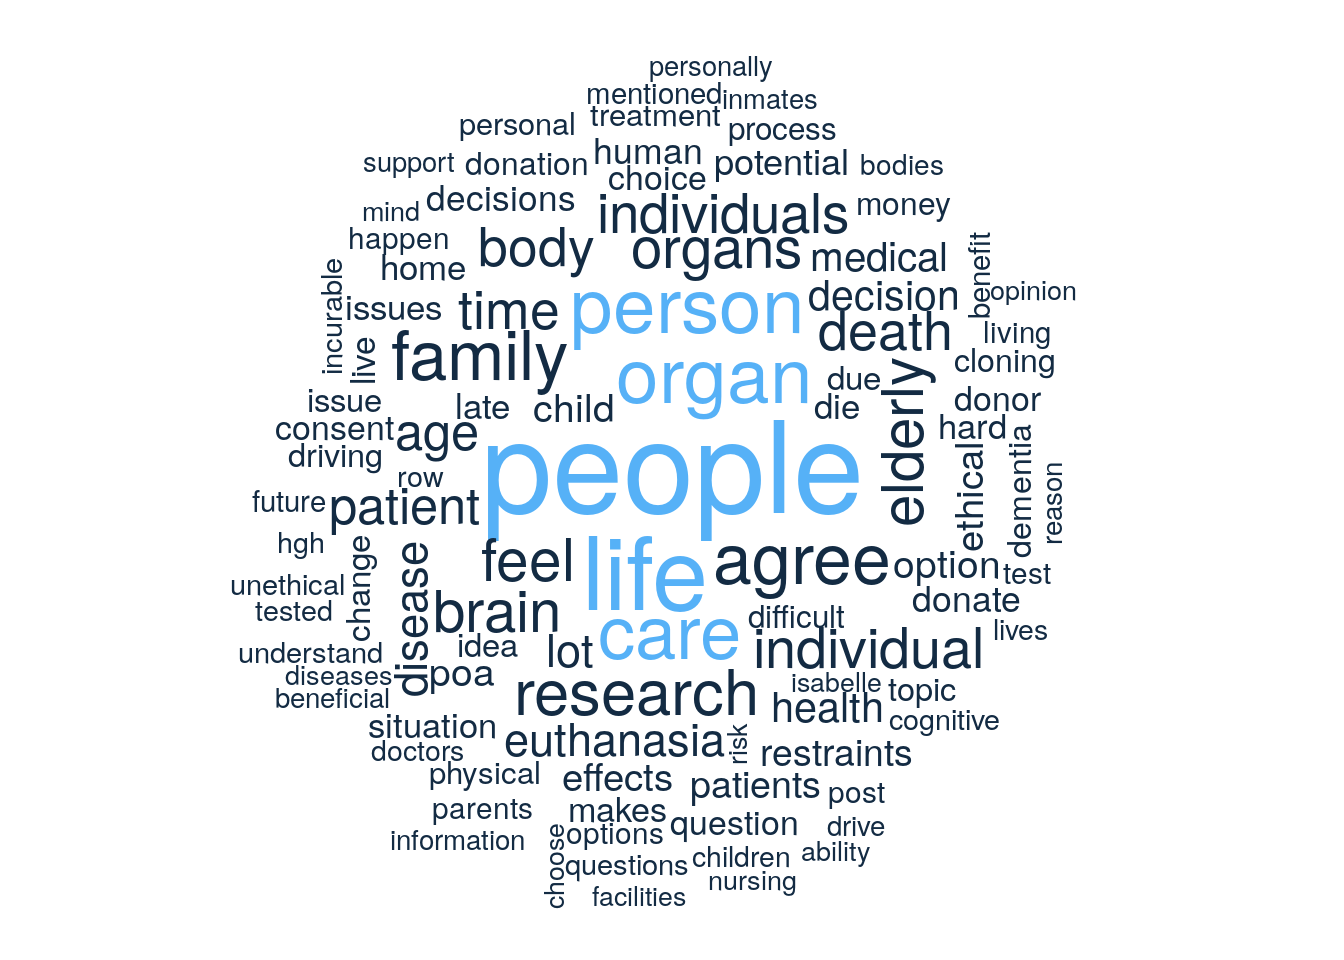 personally
mentioned
inmates
treatment
personal
process
human
support
donation
potential
bodies
choice
decisions
individuals
money
mind
happen
body
organs
medical
benefit
home
incurable
issues
time
person
decision
opinion
death
living
family
live
organ
cloning
due
elderly
issue
late
child
die
donor
consent
age
hard
driving
people
ethical
dementia
row
reason
future
patient
hgh
change
disease
feel
life
agree
option
test
unethical
tested
brain
donate
difficult
lives
understand
idea
lot
care
individual
diseases
poa
isabelle
topic
beneficial
research
health
cognitive
situation
doctors
euthanasia
risk
restraints
physical
effects
patients
post
parents
makes
information
options
question
drive
choose
questions
children
ability
nursing
facilities